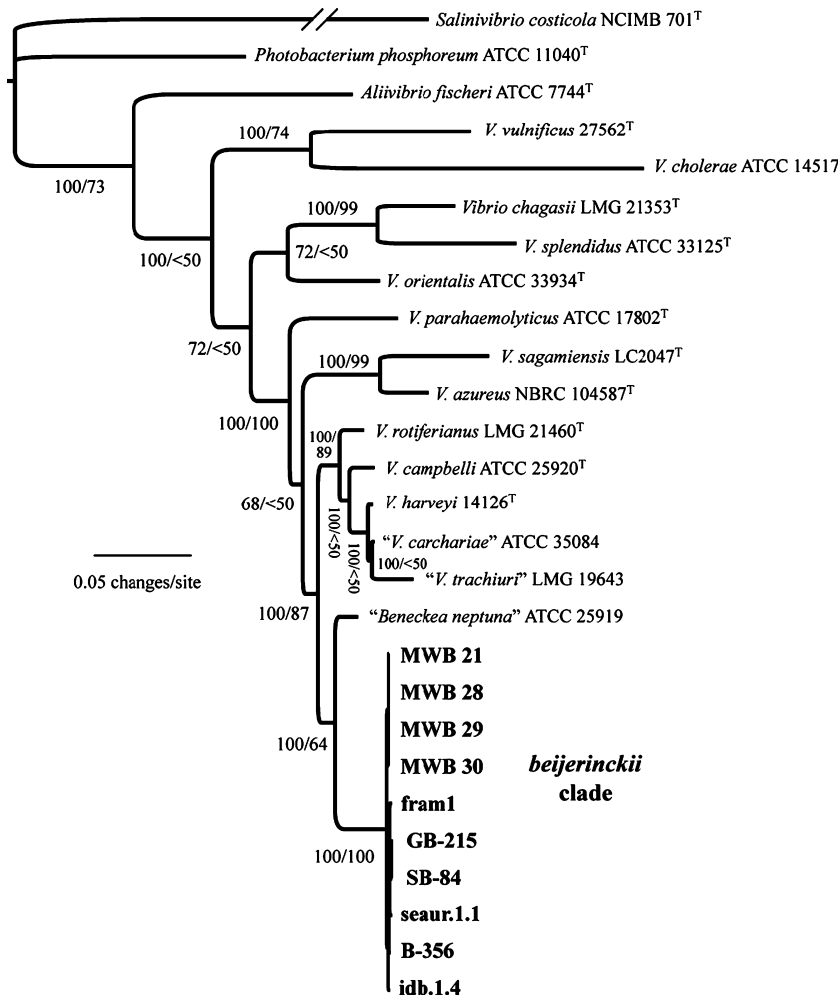 Salinivibrio costicola NCIMB 701ᵀ
Photobacterium phosphoreum ATCC 11040ᵀ
Aliivibrio fischeri ATCC 7744ᵀ
100/74
V. vulnificus 27562ᵀ
V. cholerae ATCC 14517
100/73
100/99
Vibrio chagasii LMG 21353ᵀ
V. splendidus ATCC 33125ᵀ
100/<50
72/<50
V. orientalis ATCC 33934ᵀ
V. parahaemolyticus ATCC 17802ᵀ
72/<50
100/99
V. sagamiensis LC2047ᵀ
V. azureus NBRC 104587ᵀ
100/100
100/
89
V. rotiferianus LMG 21460ᵀ
V. campbelli ATCC 25920ᵀ
68/<50
V. harveyi 14126ᵀ
100/<50
100/<50
“V. carchariae” ATCC 35084
100/<50
“V. trachiuri” LMG 19643
0.05 changes/site
100/87
“Beneckea neptuna” ATCC 25919
MWB 21
MWB 28
MWB 29
100/64
MWB 30
beijerinckii
clade
fram1
GB-215
100/100
SB-84
seaur.1.1
B-356
idb.1.4